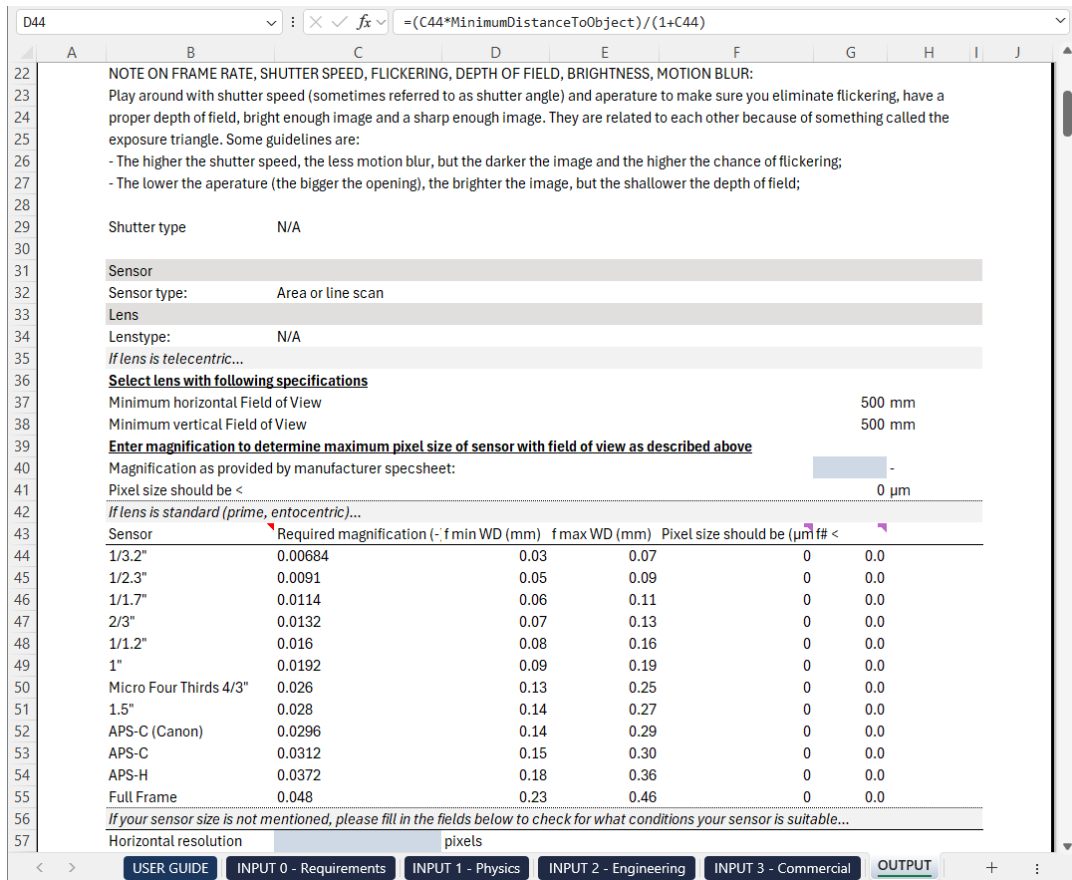 D44 fx =(C44*MinimumDistanceToObject)/(1+C44)
A B C D E F G H I J
22 NOTE ON FRAME RATE, SHUTTER SPEED, FLICKERING, DEPTH OF FIELD, BRIGHTNESS, MOTION BLUR:
23 Play around with shutter speed (sometimes referred to as shutter angle) and aperature to make sure you eliminate flickering, have a
24 proper depth of field, bright enough image and a sharp enough image. They are related to each other because of something called the
25 exposure triangle. Some guidelines are:
26 - The higher the shutter speed, the less motion blur, but the darker the image and the higher the chance of flickering;
27 - The lower the aperature (the bigger the opening), the brighter the image, but the shallower the depth of field;
28
29 Shutter type N/A
30
31 Sensor
32 Sensor type: Area or line scan
33 Lens
34 Lenstype: N/A
35 If lens is telecentric...
36 Select lens with following specifications
37 Minimum horizontal Field of View 500 mm
38 Minimum vertical Field of View 500 mm
39 Enter magnification to determine maximum pixel size of sensor with field of view as described above
40 Magnification as provided by manufacturer specsheet: -
41 Pixel size should be < 0 µm
42 If lens is standard (prime, entocentric)...
43 Sensor Required magnification (- f min WD (mm) f max WD (mm) Pixel size should be (µm f# <
44 1/3.2" 0.00684 0.03 0.07 0 0.0
45 1/2.3" 0.0091 0.05 0.09 0 0.0
46 1/1.7" 0.0114 0.06 0.11 0 0.0
47 2/3" 0.0132 0.07 0.13 0 0.0
48 1/1.2" 0.016 0.08 0.16 0 0.0
49 1" 0.0192 0.09 0.19 0 0.0
50 Micro Four Thirds 4/3" 0.026 0.13 0.25 0 0.0
51 1.5" 0.028 0.14 0.27 0 0.0
52 APS-C (Canon) 0.0296 0.14 0.29 0 0.0
53 APS-C 0.0312 0.15 0.30 0 0.0
54 APS-H 0.0372 0.18 0.36 0 0.0
55 Full Frame 0.048 0.23 0.46 0 0.0
56 If your sensor size is not mentioned, please fill in the fields below to check for what conditions your sensor is suitable...
57 Horizontal resolution pixels
USER GUIDE INPUT 0 - Requirements INPUT 1 - Physics INPUT 2 - Engineering INPUT 3 - Commercial OUTPUT